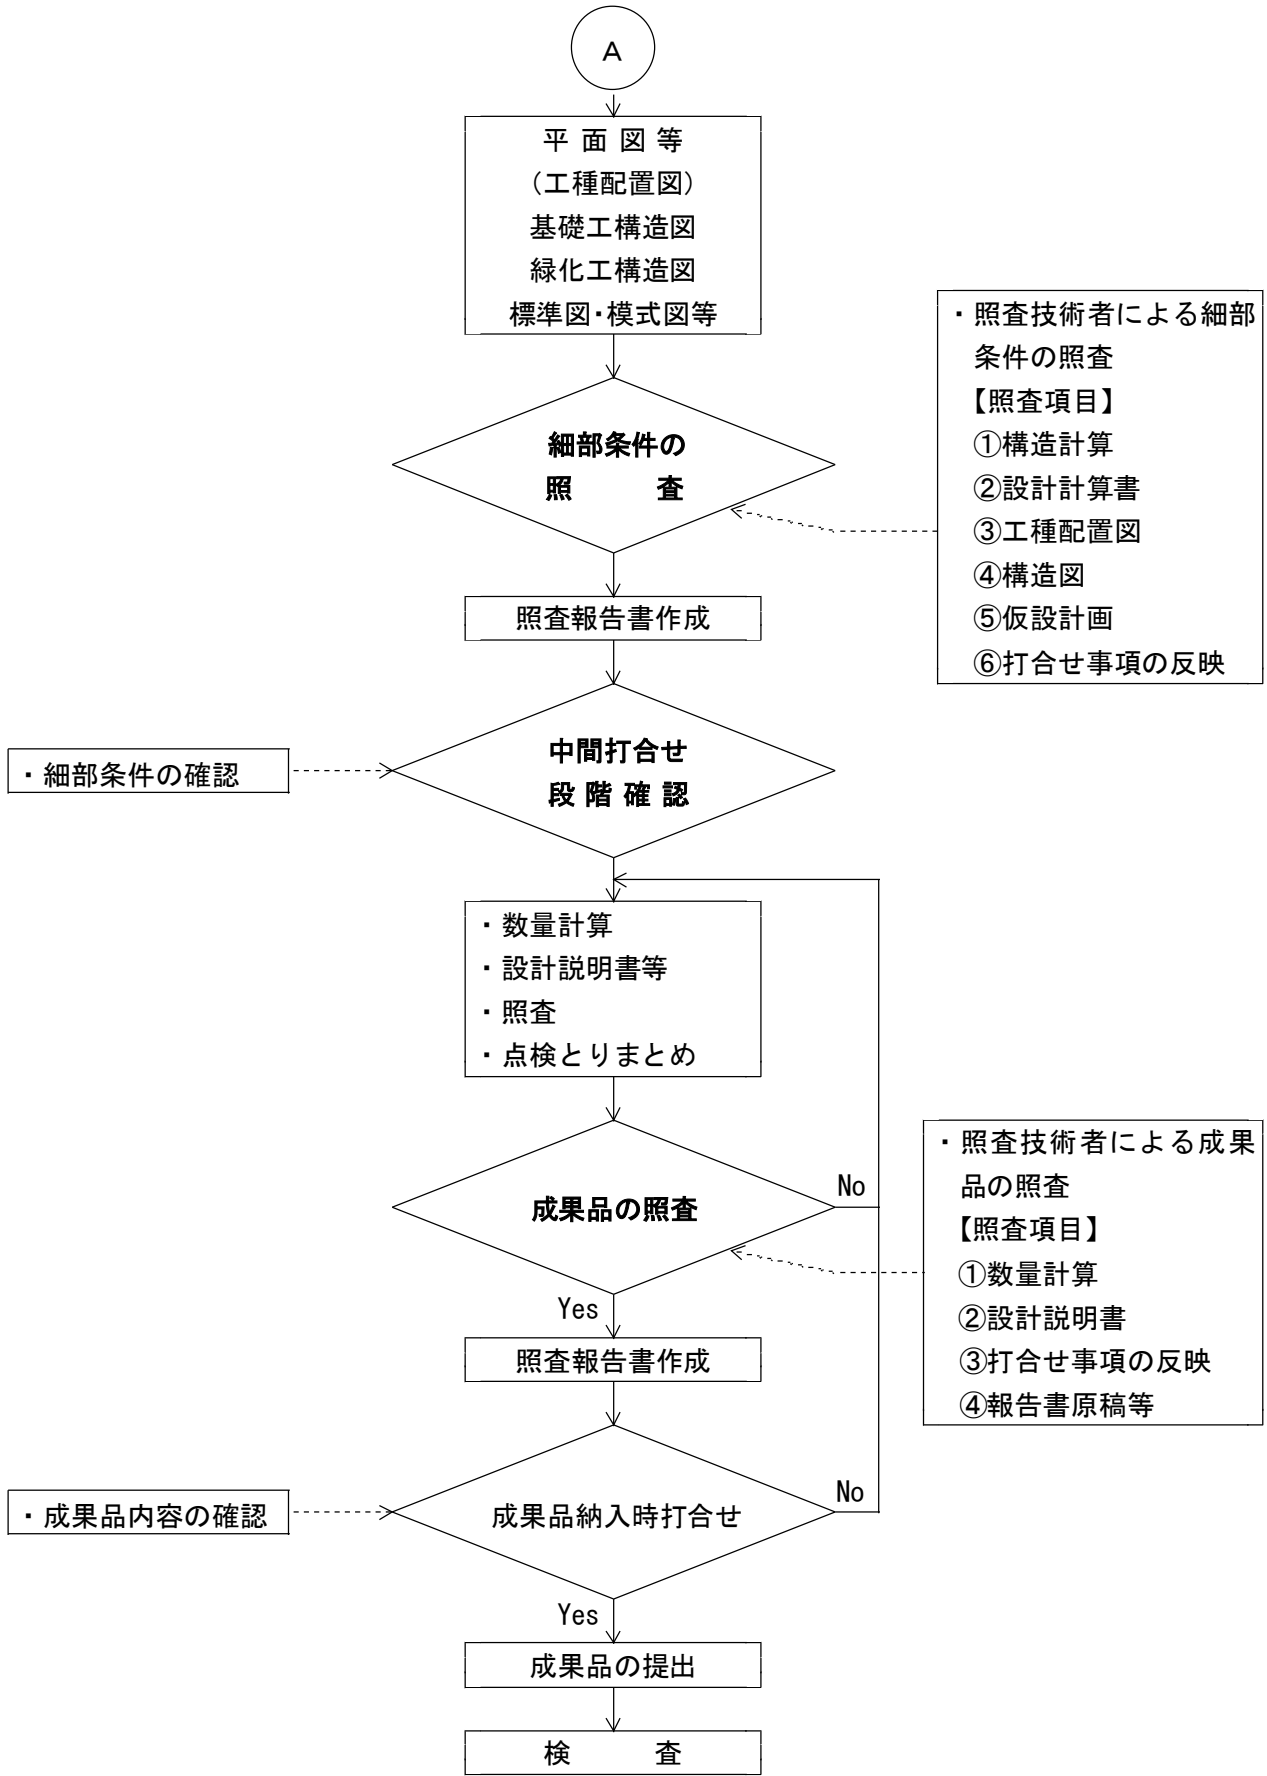 A
平面図等
（工種配置図）
基礎工構造図
緑化工構造図
標準図・模式図等
・照査技術者による細部
条件の照査
【照査項目】
①構造計算
②設計計算書
③工種配置図
④構造図
⑤仮設計画
⑥打合せ事項の反映
細部条件の
照　　査
照査報告書作成
中間打合せ
段階確認
・細部条件の確認
・数量計算
・設計説明書等
・照査
・点検とりまとめ
・照査技術者による成果
品の照査
【照査項目】
①数量計算
②設計説明書
③打合せ事項の反映
④報告書原稿等
成果品の照査
No
Yes
照査報告書作成
・成果品内容の確認
成果品納入時打合せ
No
Yes
成果品の提出
検　　査